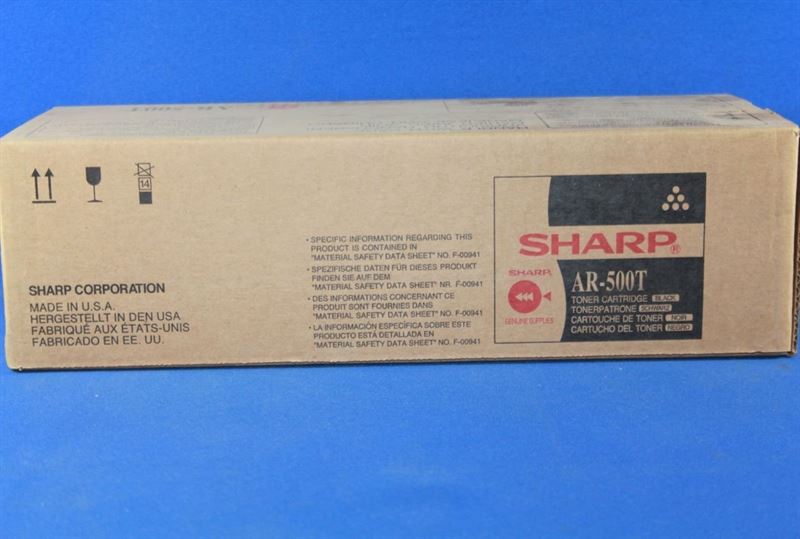 AR-500T
14
• SPECIFIC INFORMATION REGARDING THIS
PRODUCT IS CONTAINED IN
"MATERIAL SAFETY DATA SHEET" NO. F-00941
• SPEZIFISCHE DATEN FÜR DIESES PRODUKT
FINDEN SIE AUF DEM
"MATERIAL SAFETY DATA SHEET" NR. F-00941
• DES INFORMATIONS CONCERNANT CE
PRODUIT SONT FOURNIES DANS
"MATERIAL SAFETY DATA SHEET" NO. F-00941
• LA INFORMACIÓN ESPECÍFICA SOBRE ESTE
PRODUCTO ESTÁ DETALLADA EN
"MATERIAL SAFETY DATA SHEET" NO. F-00941
SHARP CORPORATION
MADE IN U.S.A.
HERGESTELLT IN DEN USA
FABRIQUÉ AUX ÉTATS-UNIS
FABRICADO EN EE. UU.
SHARP®
SHARP
GENUINE SUPPLIES
AR-500T
TONER CARTRIDGE BLACK
TONERPATRONE SCHWARZ
CARTOUCHE DE TONER NOIR
CARTUCHO DEL TONER NEGRO